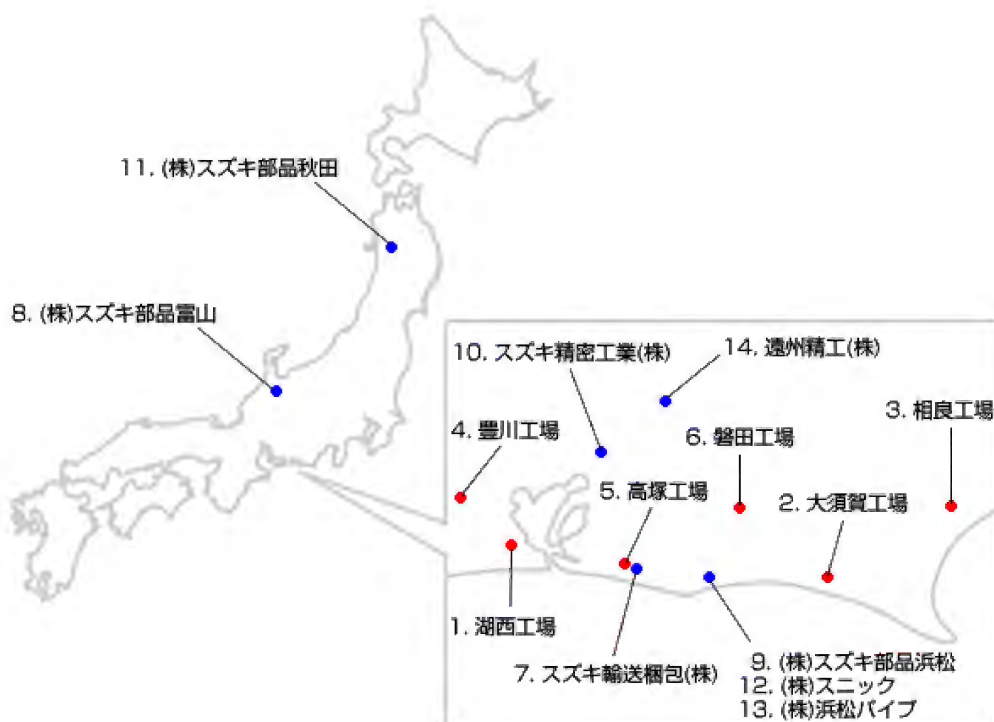 11. (株)スズキ部品秋田
8. (株)スズキ部品富山
10. スズキ精密工業(株)
14. 遠州精工(株)
3. 相良工場
4. 豊川工場
6. 磐田工場
5. 高塚工場
2. 大須賀工場
1. 湖西工場
7. スズキ輸送梱包(株)
9. (株)スズキ部品浜松
12. (株)スニック
13. (株)浜松パイプ